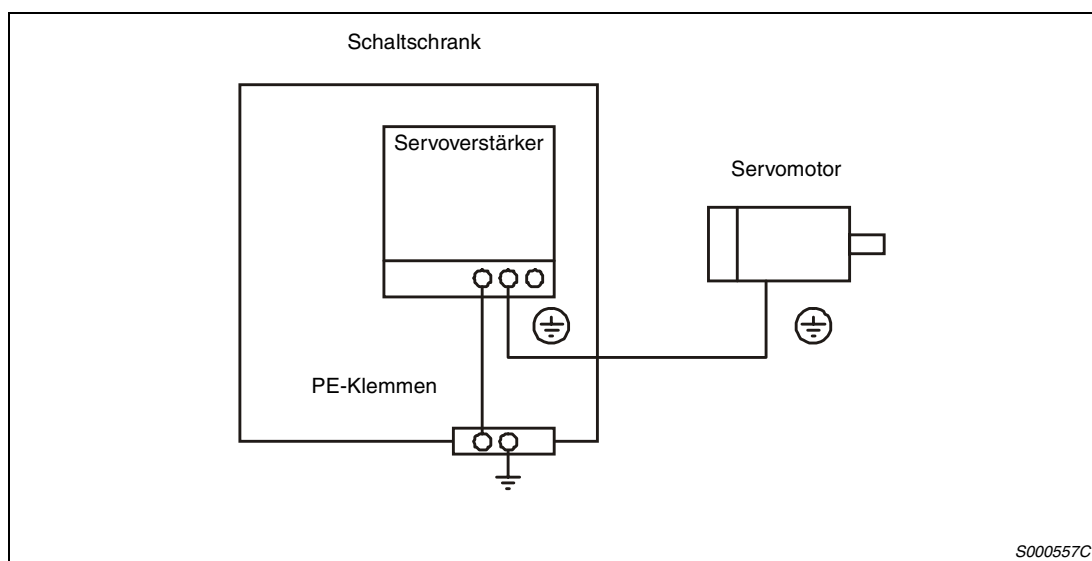 Schaltschrank
Servoverstärker
Servomotor
PE-Klemmen
S000557C